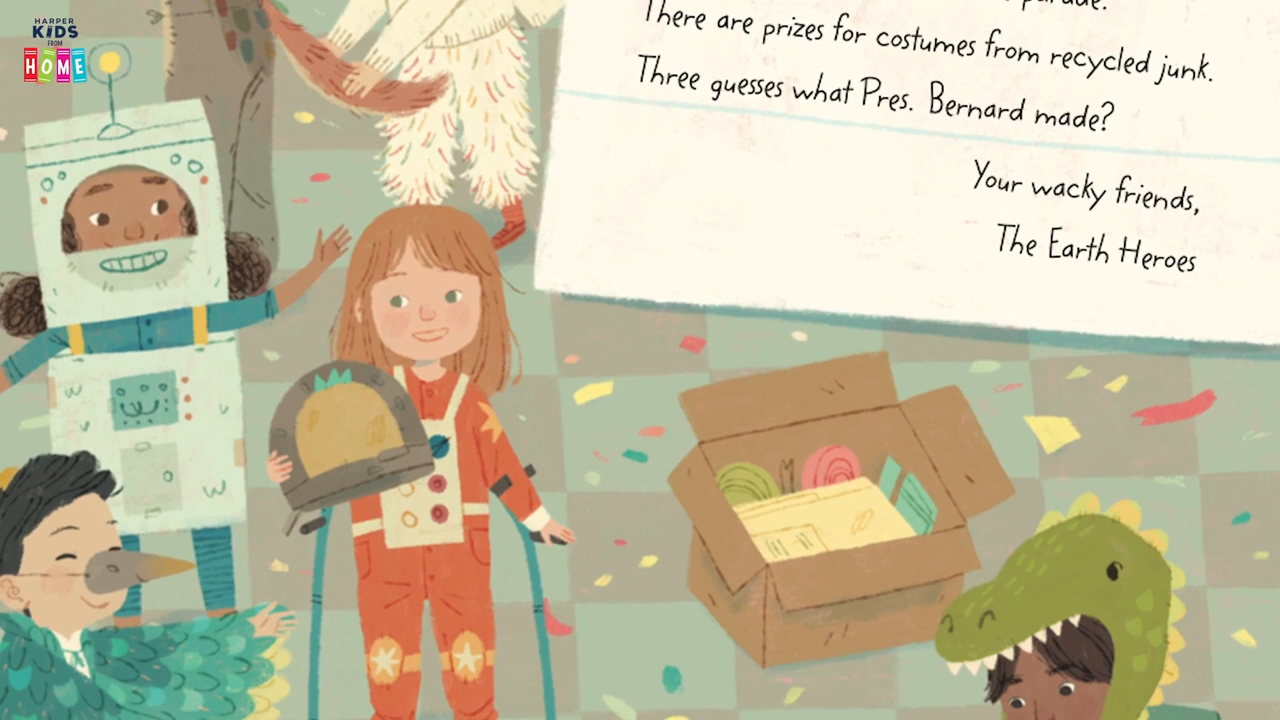 HARPER
KIDS
FROM
HOME
parade.
There are prizes for costumes from recycled junk.
Three guesses what Pres. Bernard made?
Your wacky friends,
The Earth Heroes